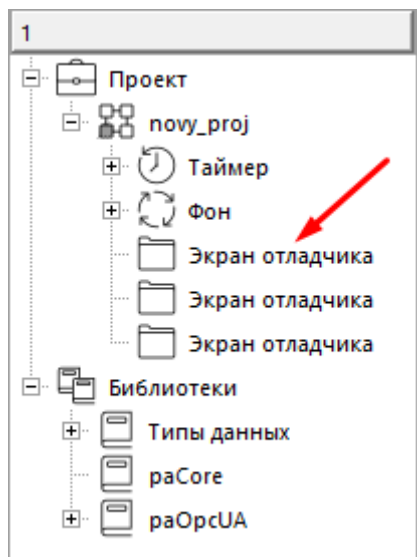 1
Проект
novy_proj
Таймер
Фон
Экран отладчика
Экран отладчика
Экран отладчика
Библиотеки
Типы данных
paCore
paOpcUA